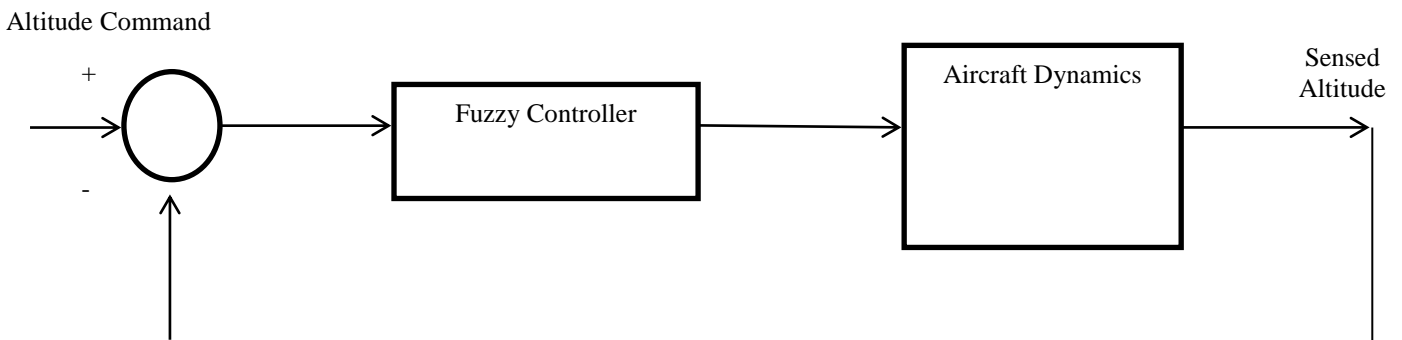 Altitude Command
+
-
Fuzzy Controller
Aircraft Dynamics
Sensed
Altitude